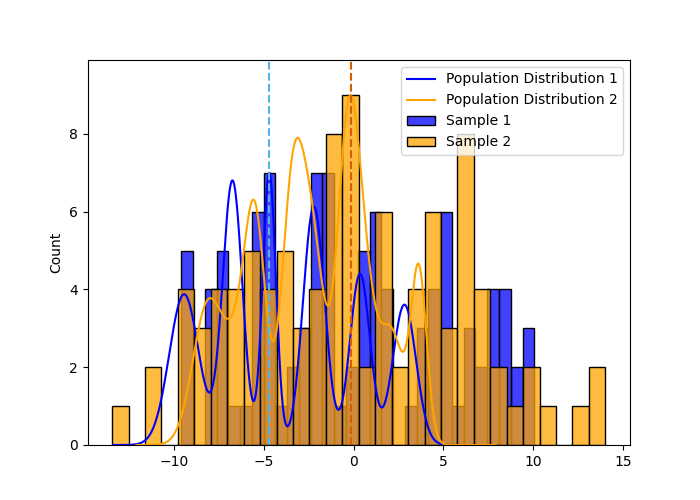 Population Distribution 1
Population Distribution 2
Sample 1
Sample 2
Count
8
6
4
2
0
−10 −5 0 5 10 15